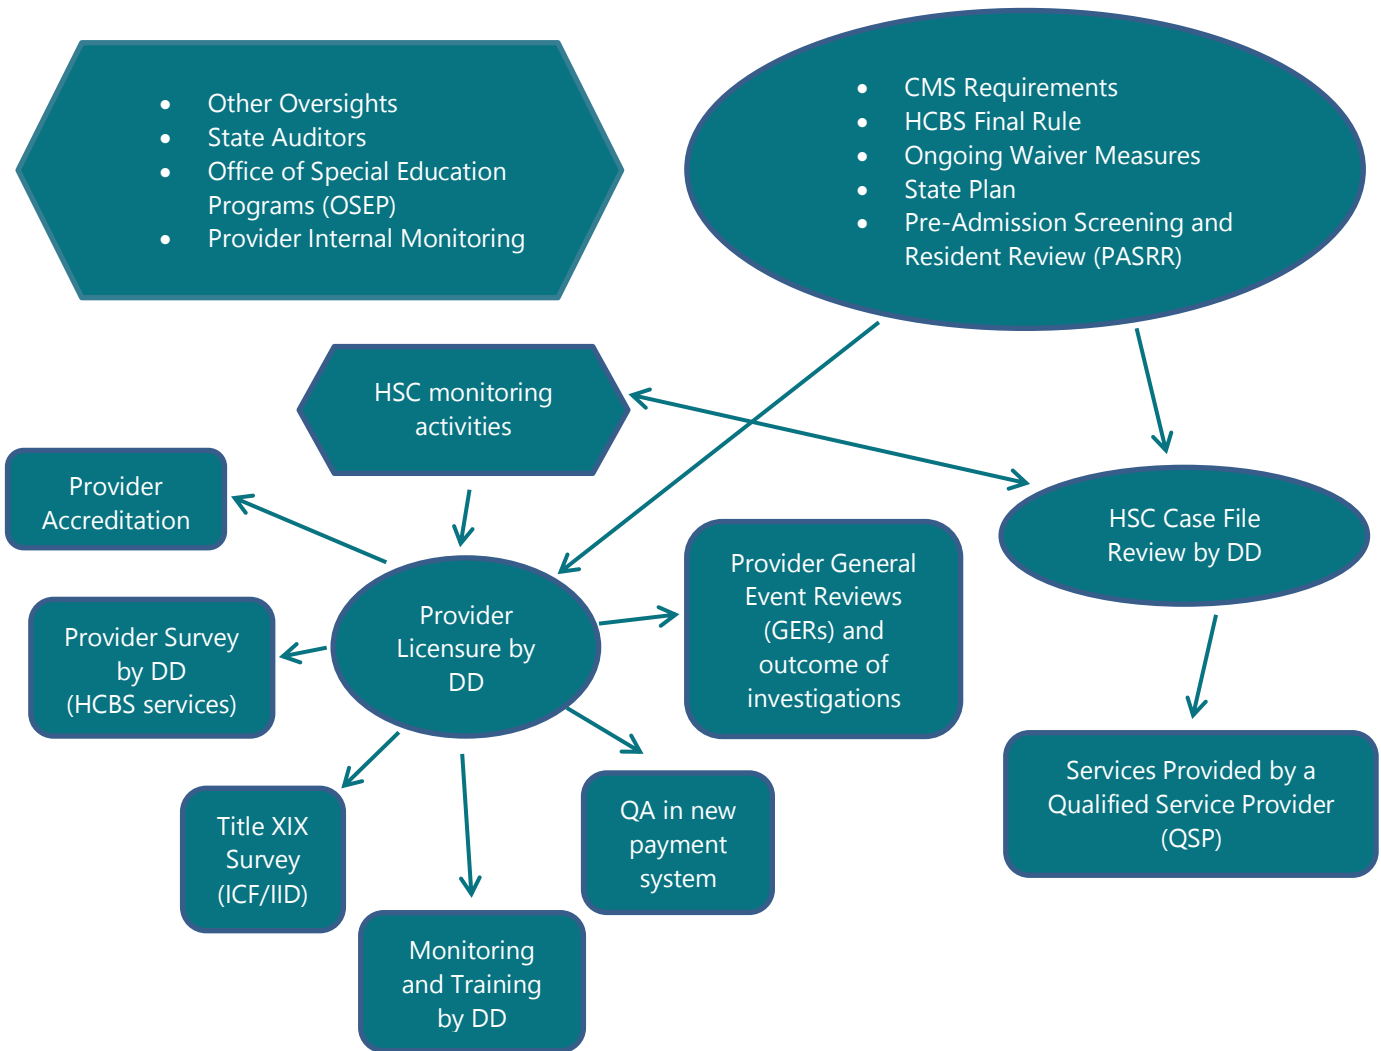 • Other Oversights
• State Auditors
• Office of Special Education
Programs (OSEP)
• Provider Internal Monitoring
• CMS Requirements
• HCBS Final Rule
• Ongoing Waiver Measures
• State Plan
• Pre-Admission Screening and
Resident Review (PASRR)
HSC monitoring
activities
Provider
Accreditation
HSC Case File
Review by DD
Provider General
Event Reviews
(GERs) and
outcome of
investigations
Provider
Licensure by
DD
Provider Survey
by DD
(HCBS services)
Services Provided by a
Qualified Service Provider
(QSP)
Title XIX
Survey
(ICF/IID)
QA in new
payment
system
Monitoring
and Training
by DD